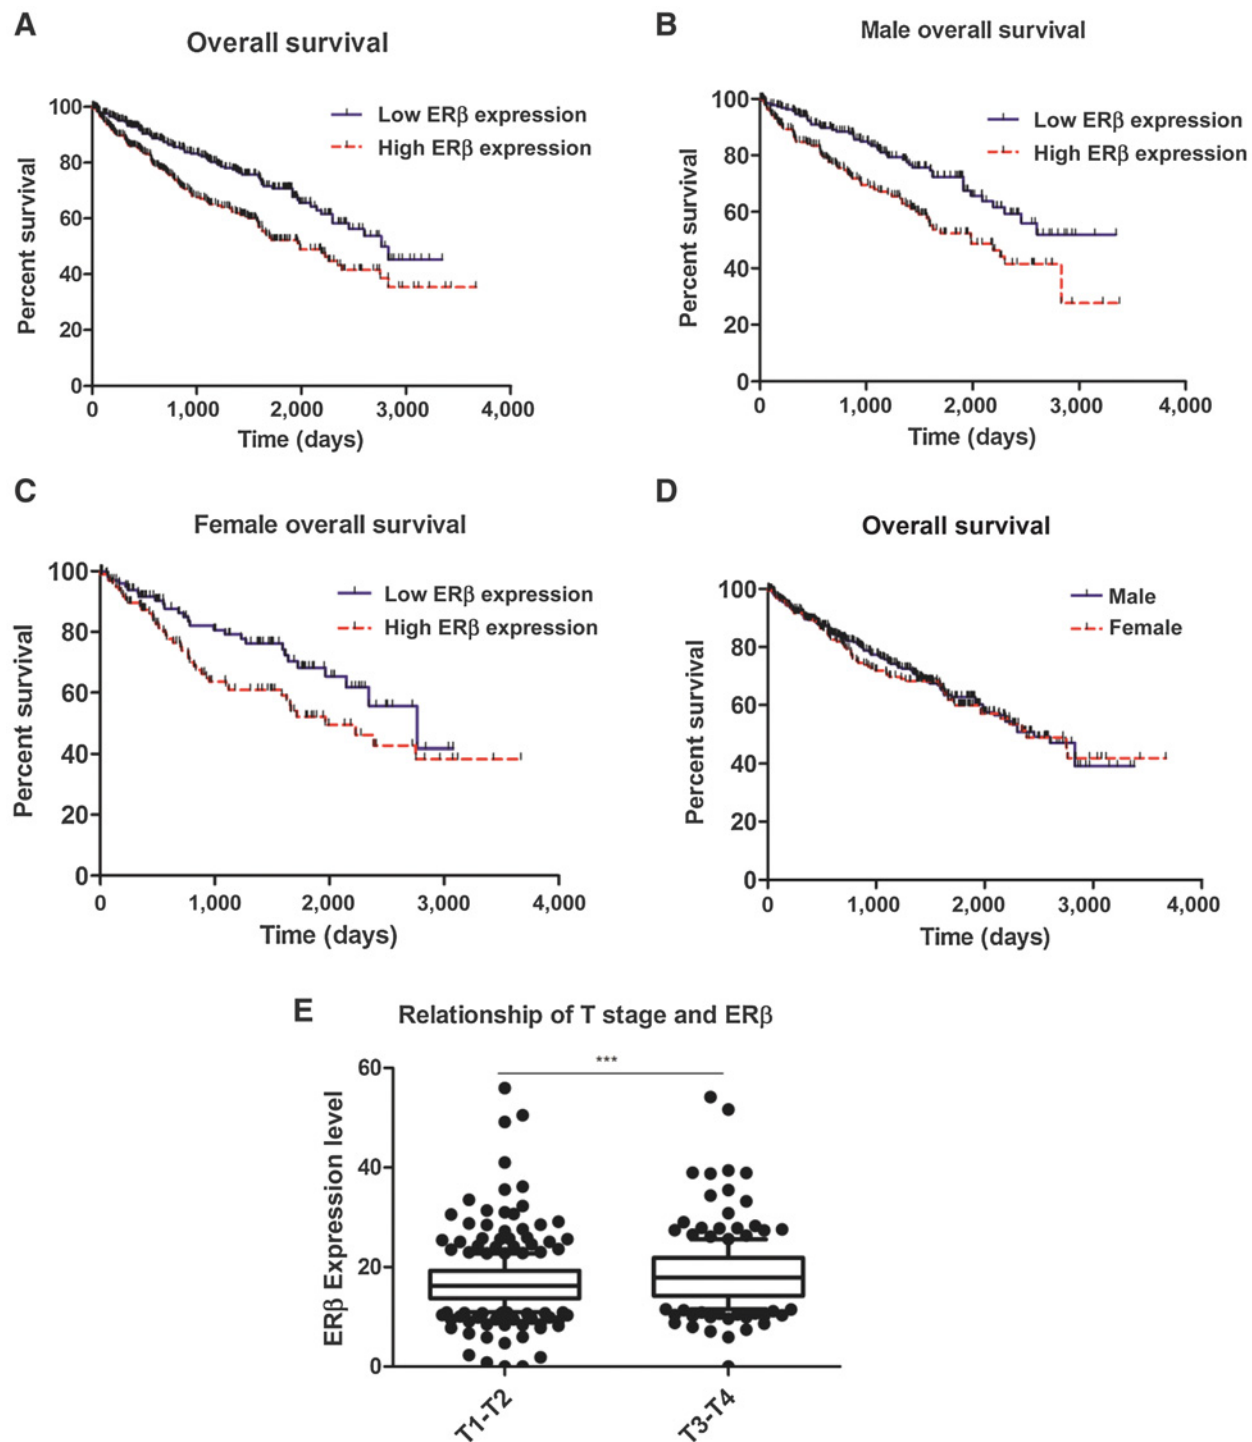 A
Overall survival
Low ERβ expression
High ERβ expression
Percent survival
100
80
60
40
20
0
0 1,000 2,000 3,000 4,000
Time (days)
B
Male overall survival
Low ERβ expression
High ERβ expression
Percent survival
100
80
60
40
20
0
0 1,000 2,000 3,000 4,000
Time (days)
C
Female overall survival
Low ERβ expression
High ERβ expression
Percent survival
100
80
60
40
20
0
0 1,000 2,000 3,000 4,000
Time (days)
D
Overall survival
Male
Female
Percent survival
100
80
60
40
20
0
0 1,000 2,000 3,000 4,000
Time (days)
E
Relationship of T stage and ERβ
***
ERβ Expression level
60
40
20
0
T1-T2
T3-T4